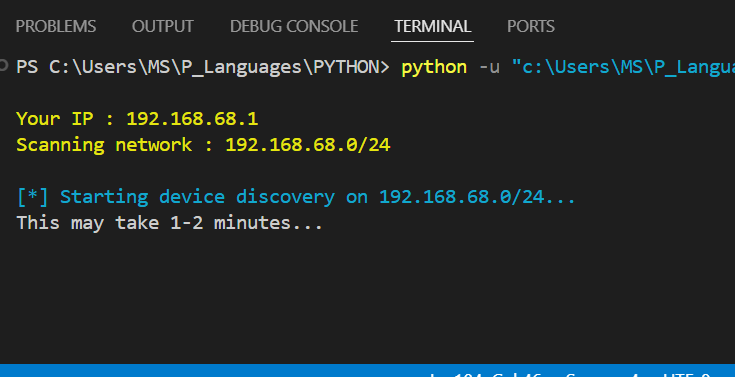 PROBLEMS OUTPUT DEBUG CONSOLE TERMINAL PORTS
PS C:\Users\MS\P_Languages\PYTHON> python -u "c:\Users\MS\P_Langua
Your IP : 192.168.68.1
Scanning network : 192.168.68.0/24
[*] Starting device discovery on 192.168.68.0/24...
This may take 1-2 minutes...